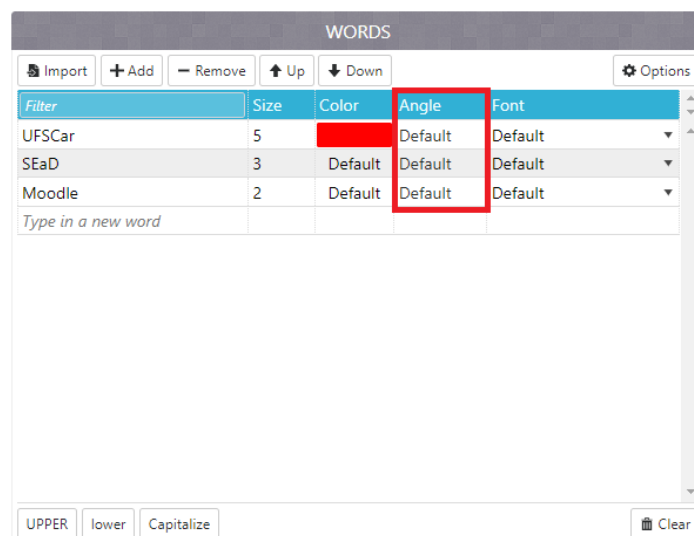 WORDS
Import Add Remove Up Down Options
Filter Size Color Angle Font
UFSCar 5 Default Default
SEaD 3 Default Default Default
Moodle 2 Default Default Default
Type in a new word
UPPER lower Capitalize Clear